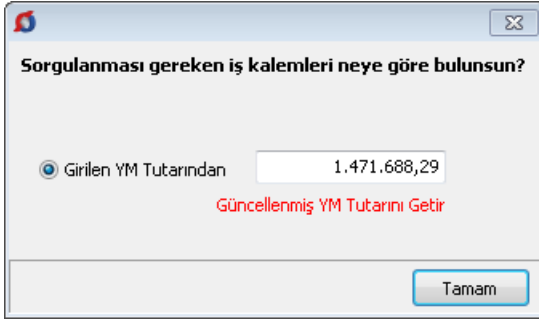 Sorgulanması gereken iş kalemleri neye göre bulunsun?
Girilen YM Tutarından 1.471.688,29
Güncellenmiş YM Tutarını Getir
Tamam